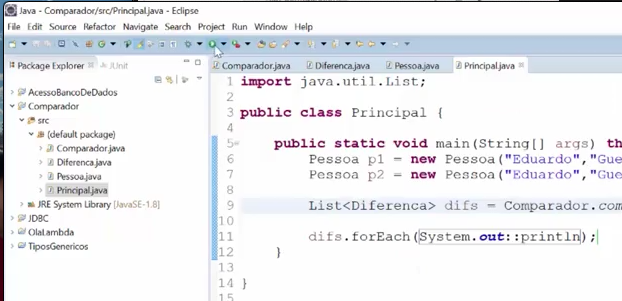 Java - Comparador/src/Principal.java - Eclipse
File Edit Source Refactor Navigate Search Project Run Window Help
Package Explorer JUnit
AcessoBancoDeDados
Comparador
src
(default package)
Comparador.java
Diferenca.java
Pessoa.java
Principal.java
JRE System Library [JavaSE-1.8]
JDBC
OlaLambda
TiposGenericos
Comparador.java Diferenca.java Pessoa.java Principal.java
1 import java.util.List;
2
3 public class Principal {
4
5 public static void main(String[] args) th
6 Pessoa p1 = new Pessoa("Eduardo","Gue
7 Pessoa p2 = new Pessoa("Eduardo","Gue
8
9 List<Diferenca> difs = Comparador.com
10
11 difs.forEach(System.out::println);
12 }
13
14 }